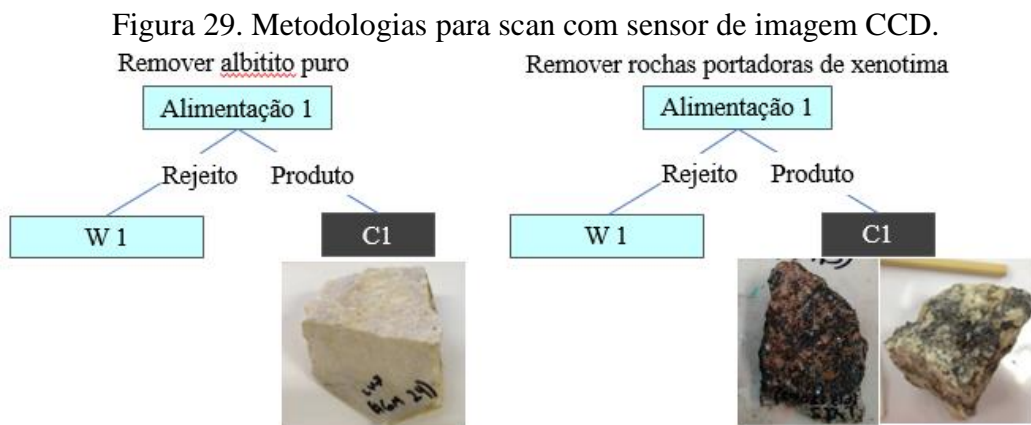 Figura 29. Metodologias para scan com sensor de imagem CCD.
Remover albitito puro
Alimentação 1
Rejeito Produto
W 1
C1
Remover rochas portadoras de xenotima
Alimentação 1
Rejeito Produto
W 1
C1